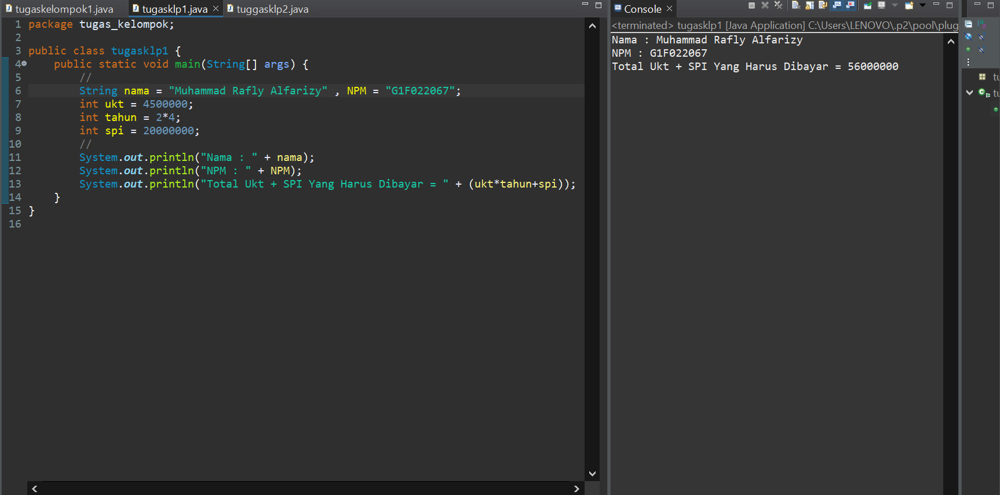 tugaskelompok1.java tugasklp1.java tuggasklp2.java
1 package tugas_kelompok;
2
3 public class tugasklp1 {
4 public static void main(String[] args) {
5 //
6 String nama = "Muhammad Rafly Alfarizy" , NPM = "G1F022067";
7 int ukt = 4500000;
8 int tahun = 2*4;
9 int spi = 20000000;
10 //
11 System.out.println("Nama : " + nama);
12 System.out.println("NPM : " + NPM);
13 System.out.println("Total Ukt + SPI Yang Harus Dibayar = " + (ukt*tahun+spi));
14 }
15 }
16
Console
<terminated> tugasklp1 [Java Application] C:\Users\LENOVO\.p2\pool\plug
Nama : Muhammad Rafly Alfarizy
NPM : G1F022067
Total Ukt + SPI Yang Harus Dibayar = 56000000
tu
tu